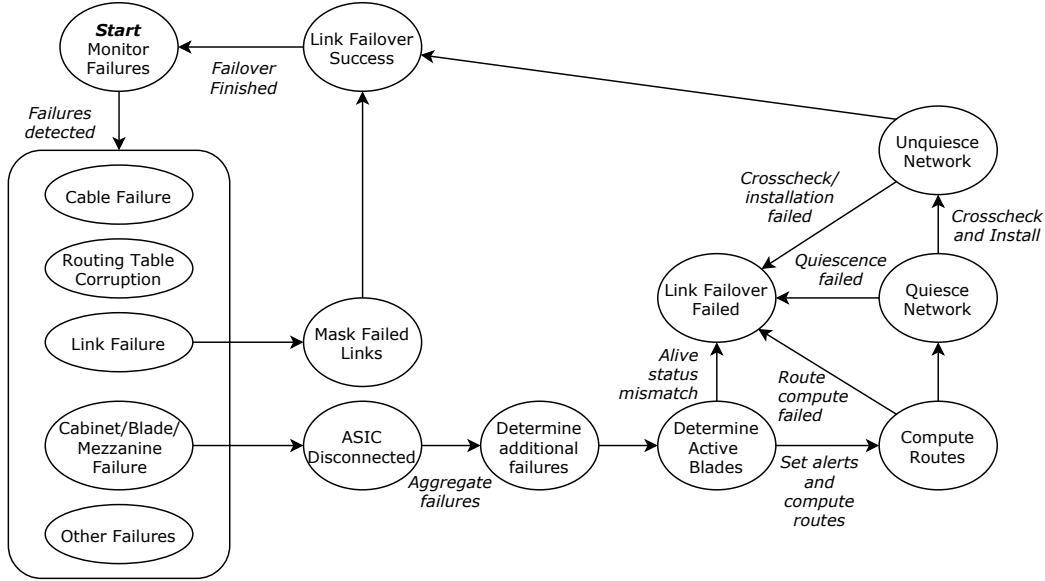 Start
Monitor
Failures
Link Failover
Success
Failover
Finished
Failures
detected
Cable Failure
Routing Table
Corruption
Link Failure
Cabinet/Blade/
Mezzanine
Failure
Other Failures
Mask Failed
Links
ASIC
Disconnected
Aggregate
failures
Determine
additional
failures
Determine
Active
Blades
Alive
status
mismatch
Set alerts
and
compute
routes
Compute
Routes
Route
compute
failed
Link Failover
Failed
Quiescence
failed
Quiesce
Network
Crosscheck
and Install
Crosscheck/
installation
failed
Unquiesce
Network